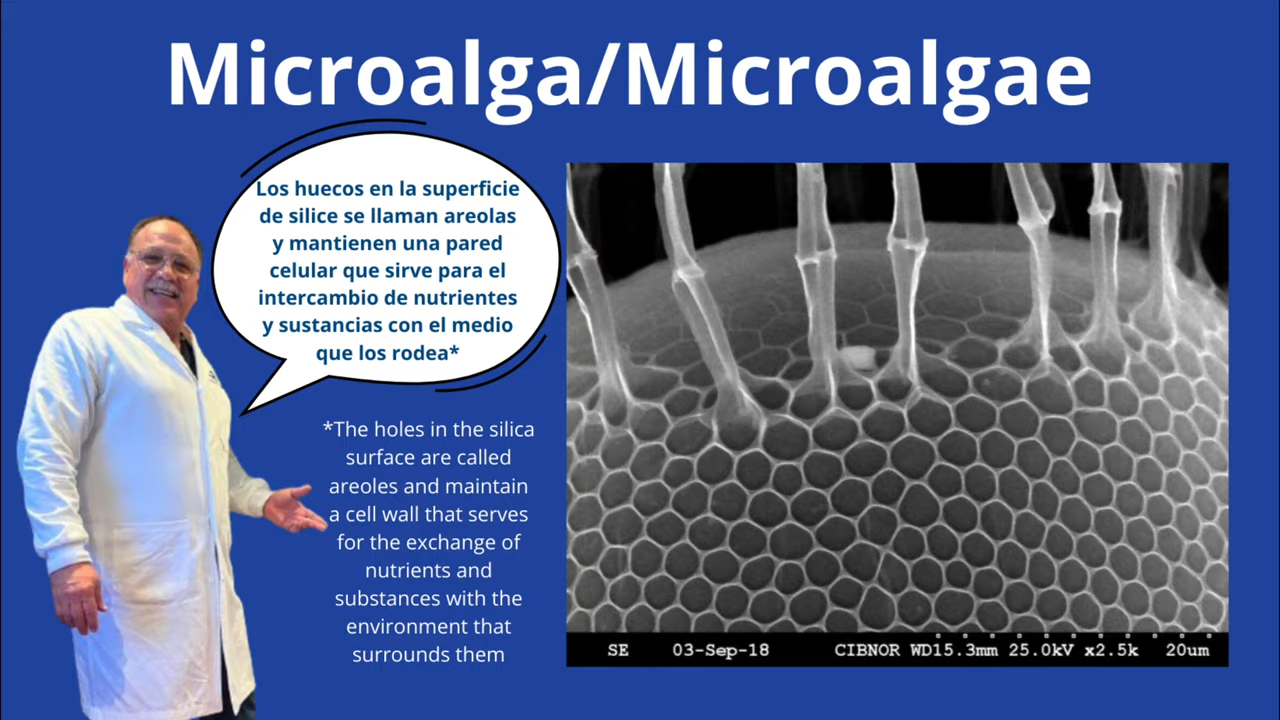 Microalga/Microalgae
Los huecos en la superficie
de silice se llaman areolas
y mantienen una pared
celular que sirve para el
intercambio de nutrientes
y sustancias con el medio
que los rodea*
*The holes in the silica
surface are called
areoles and maintain
a cell wall that serves
for the exchange of
nutrients and
substances with the
environment that
surrounds them
SE 03-Sep-18 CIBNOR WD15.3mm 25.0kV x2.5k 20um